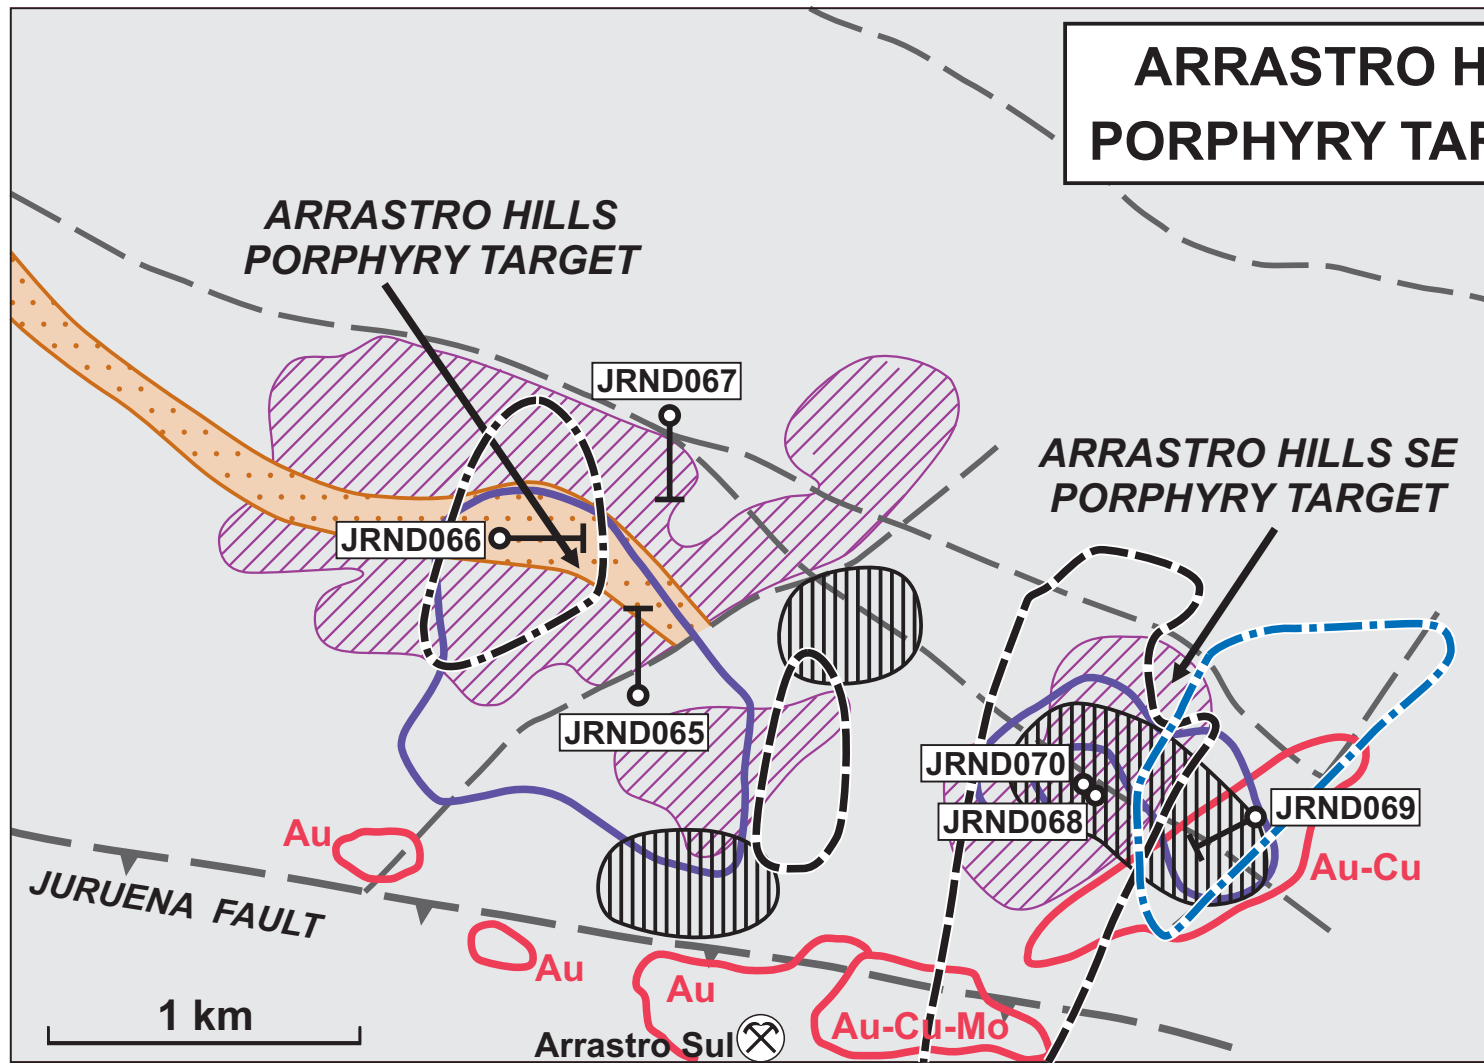 ARRASTRO H
PORPHYRY TAR
ARRASTRO HILLS
PORPHYRY TARGET
JRND067
ARRASTRO HILLS SE
PORPHYRY TARGET
JRND066
JRND065
JRND070
JRND068
JRND069
Au
Au-Cu
JURUENA FAULT
Au
Au
Au-Cu-Mo
1 km
Arrastro Sul